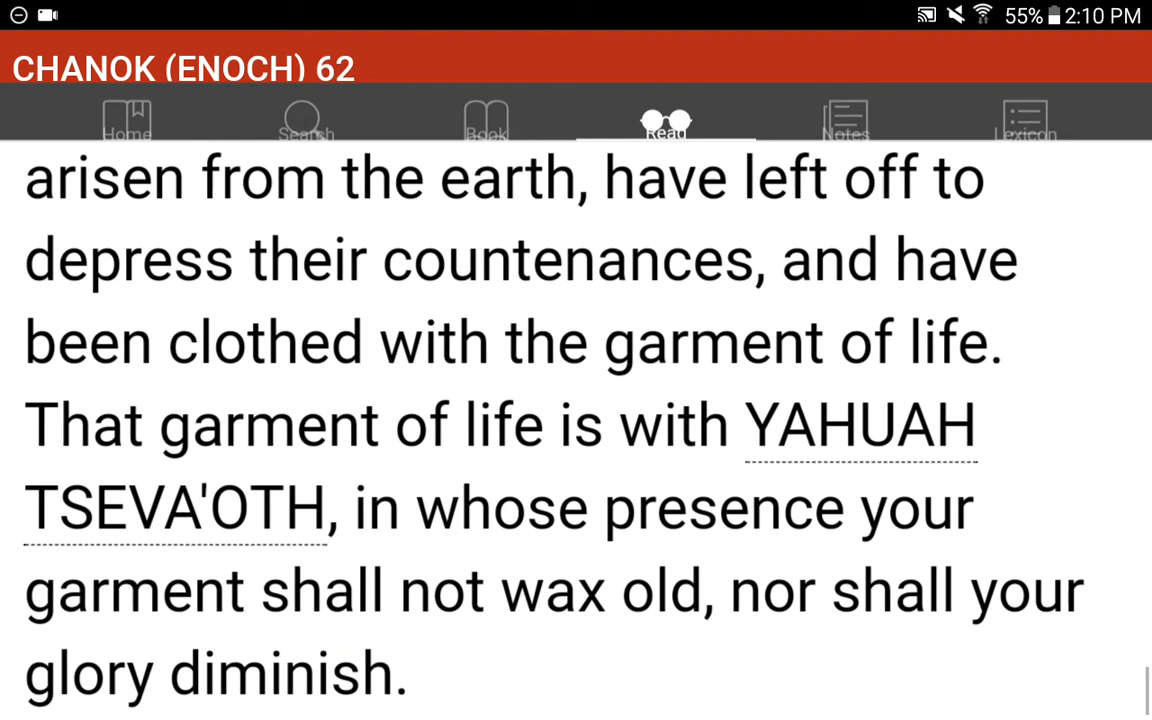 55% 2:10 PM
CHANOK (ENOCH) 62
Home Search Book Read Notes Lexicon
arisen from the earth, have left off to
depress their countenances, and have
been clothed with the garment of life.
That garment of life is with YAHUAH
TSEVA'OTH, in whose presence your
garment shall not wax old, nor shall your
glory diminish.